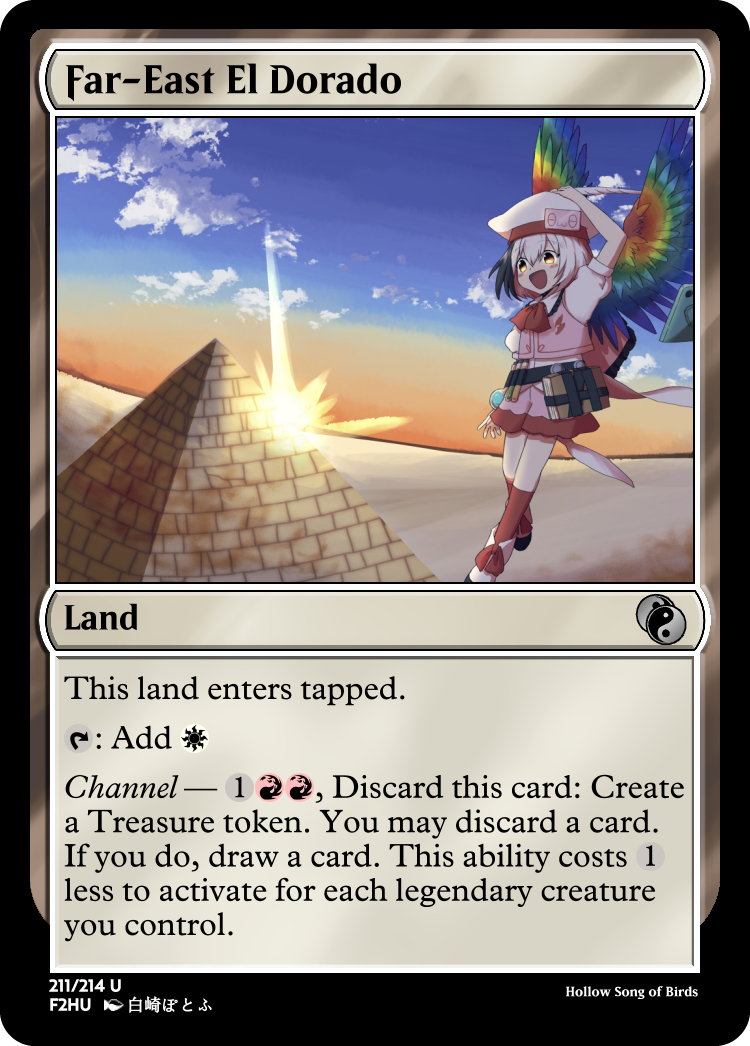 Far-East El Dorado
Land
This land enters tapped.
: Add
Channel — 1, Discard this card: Create
a Treasure token. You may discard a card.
If you do, draw a card. This ability costs 1
less to activate for each legendary creature
you control.
211/214 U
F2HU 白崎ぽとふ
Hollow Song of Birds